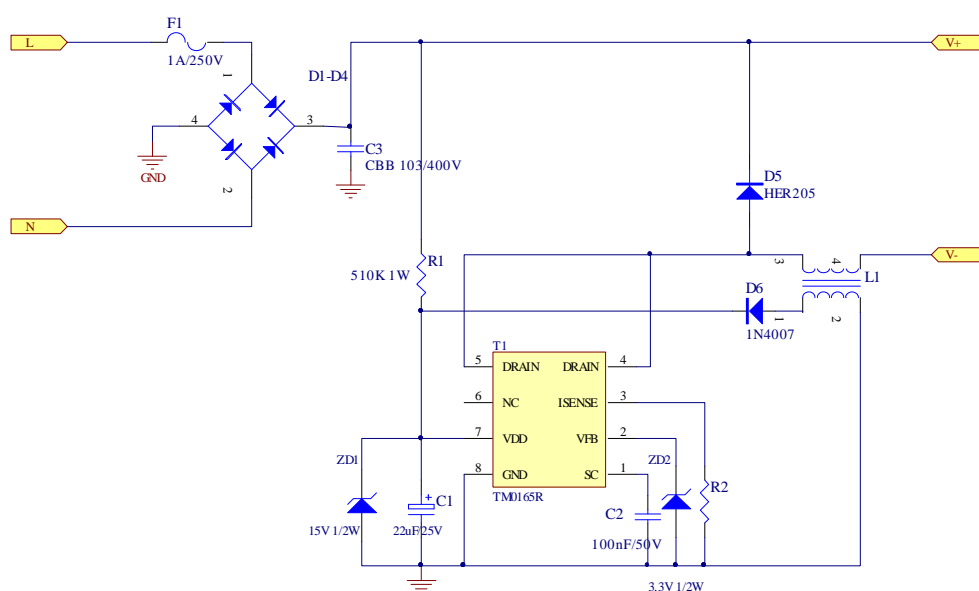 F1
L
V+
1A/250V
1
D1-D4
4
3
C3
GND
CBB 103/400V
2
D5
HER205
N
R1
3
4
V-
510K 1W
L1
D6
1
2
1N4007
T1
5
DRAIN
DRAIN
4
6
NC
ISENSE
3
7
VDD
VFB
2
ZD1
ZD2
8
GND
SC
1
R2
TM0165R
+
C1
C2
15V 1/2W
22uF/25V
100nF/50V
3.3V 1/2W